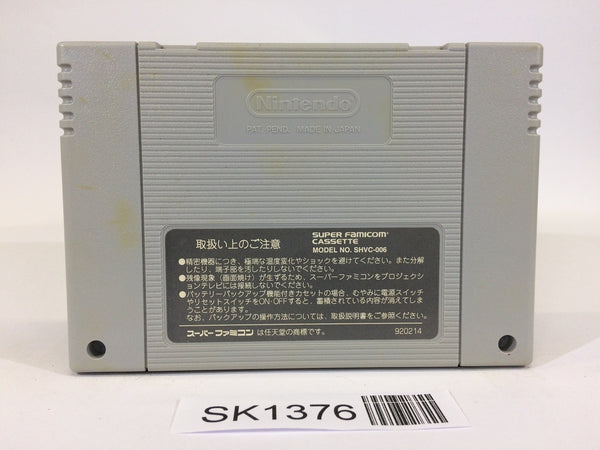 Nintendo
PAT. PEND. MADE IN JAPAN
取扱い上のご注意
SUPER FAMICOM
CASSETTE
MODEL NO. SHVC-006
●精密機器につき、極端な温度変化やショックを避けてください。また分解
したり、端子部を汚したりしないでください。
●残像現象（画面焼け）が生ずるため、スーパーファミコンをプロジェクシ
ョンテレビには接続しないでください。
●バッテリーバックアップ機能付きカセットの場合、むやみに電源スイッチ
やリセットスイッチをON・OFFすると、蓄積されている内容が消えてしま
うことがあります。
なお、バックアップの操作方法については、取扱説明書をご参照ください。
スーパーファミコン は任天堂の商標です。
920214
SK1376